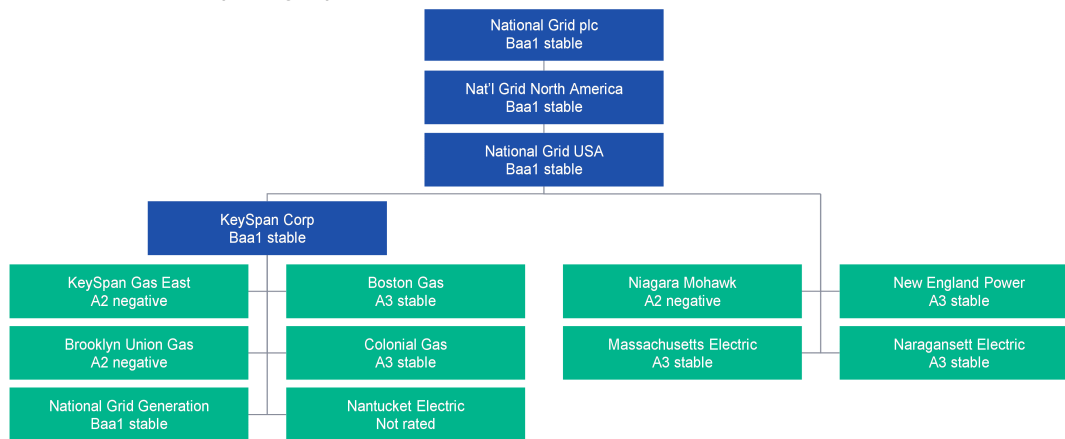 National Grid plc
Baa1 stable
Nat'l Grid North America
Baa1 stable
National Grid USA
Baa1 stable
KeySpan Corp
Baa1 stable
KeySpan Gas East
A2 negative
Boston Gas
A3 stable
Niagara Mohawk
A2 negative
New England Power
A3 stable
Brooklyn Union Gas
A2 negative
Colonial Gas
A3 stable
Massachusetts Electric
A3 stable
Naragansett Electric
A3 stable
National Grid Generation
Baa1 stable
Nantucket Electric
Not rated